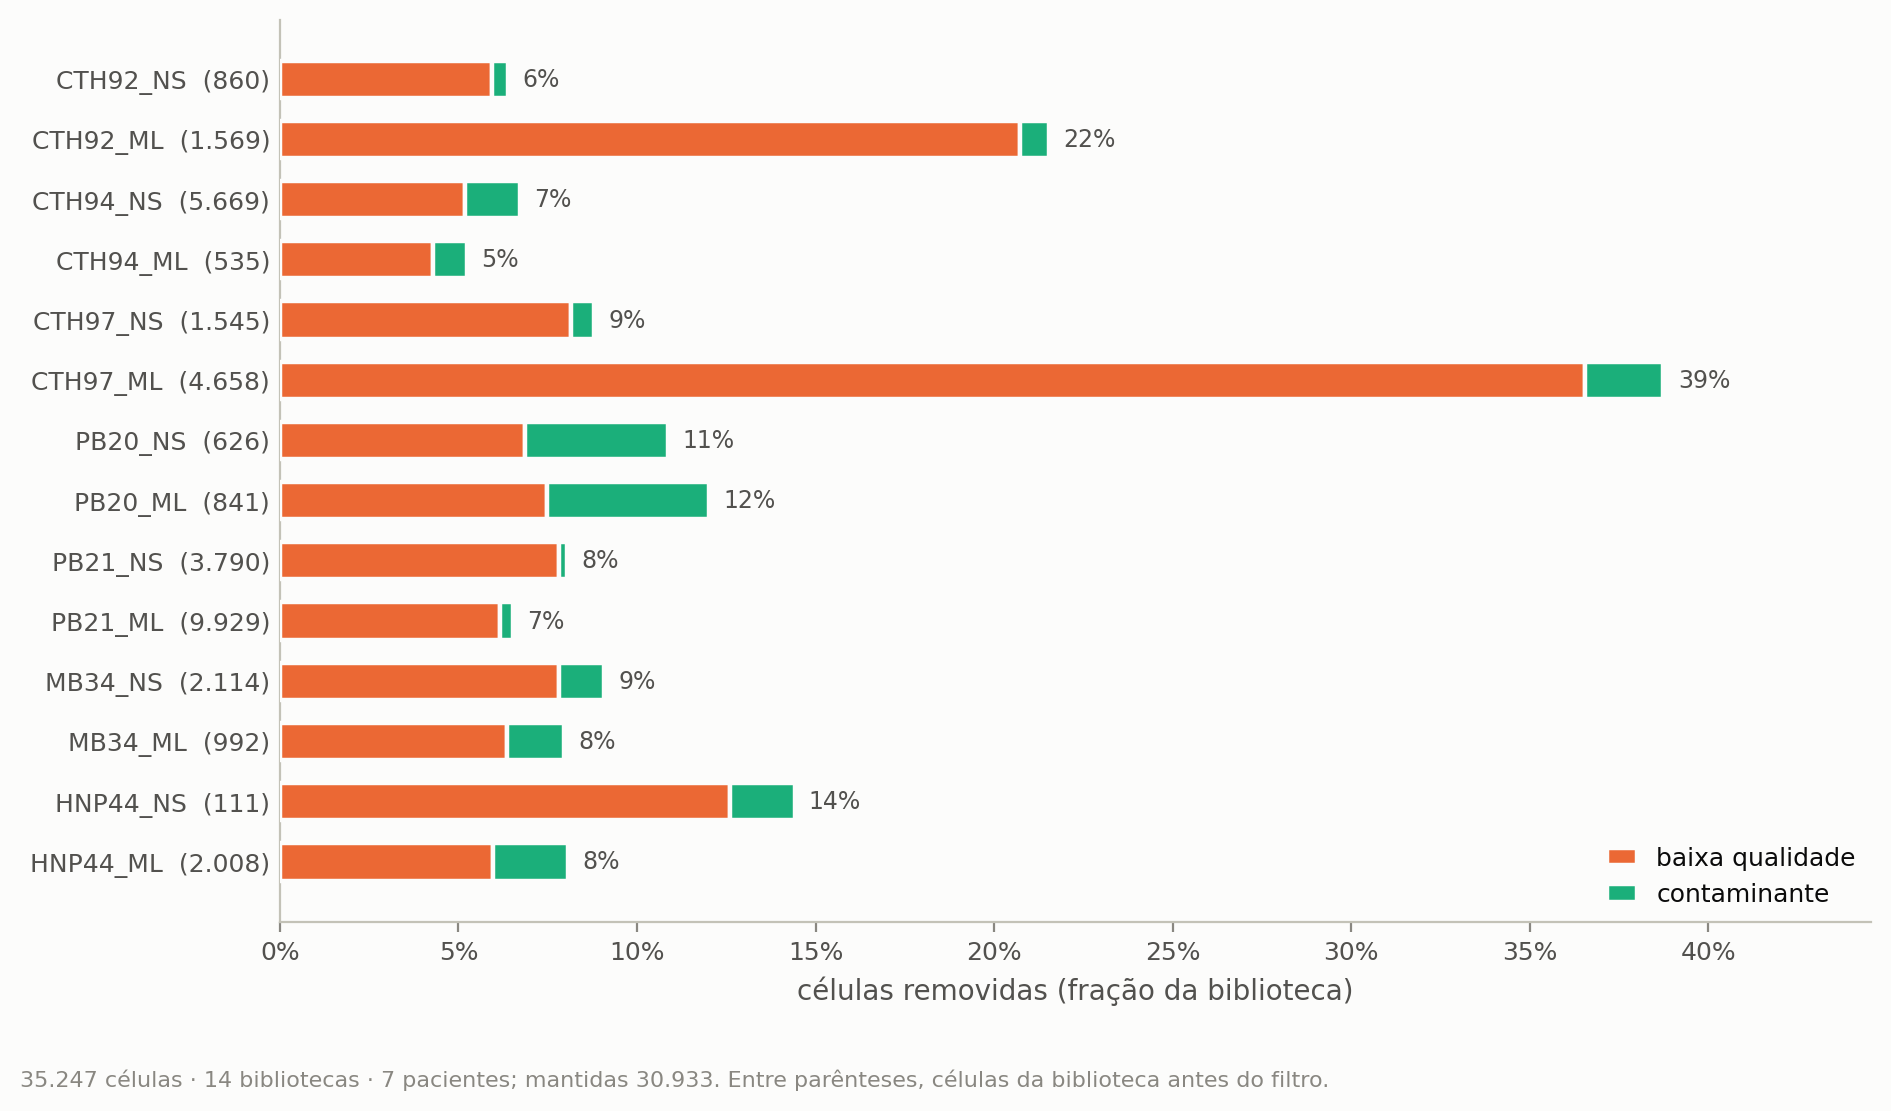 CTH92_NS (860) 6%
CTH92_ML (1.569) 22%
CTH94_NS (5.669) 7%
CTH94_ML (535) 5%
CTH97_NS (1.545) 9%
CTH97_ML (4.658) 39%
PB20_NS (626) 11%
PB20_ML (841) 12%
PB21_NS (3.790) 8%
PB21_ML (9.929) 7%
MB34_NS (2.114) 9%
MB34_ML (992) 8%
HNP44_NS (111) 14%
HNP44_ML (2.008) 8%
baixa qualidade
contaminante
0% 5% 10% 15% 20% 25% 30% 35% 40%
células removidas (fração da biblioteca)
35.247 células · 14 bibliotecas · 7 pacientes; mantidas 30.933. Entre parênteses, células da biblioteca antes do filtro.